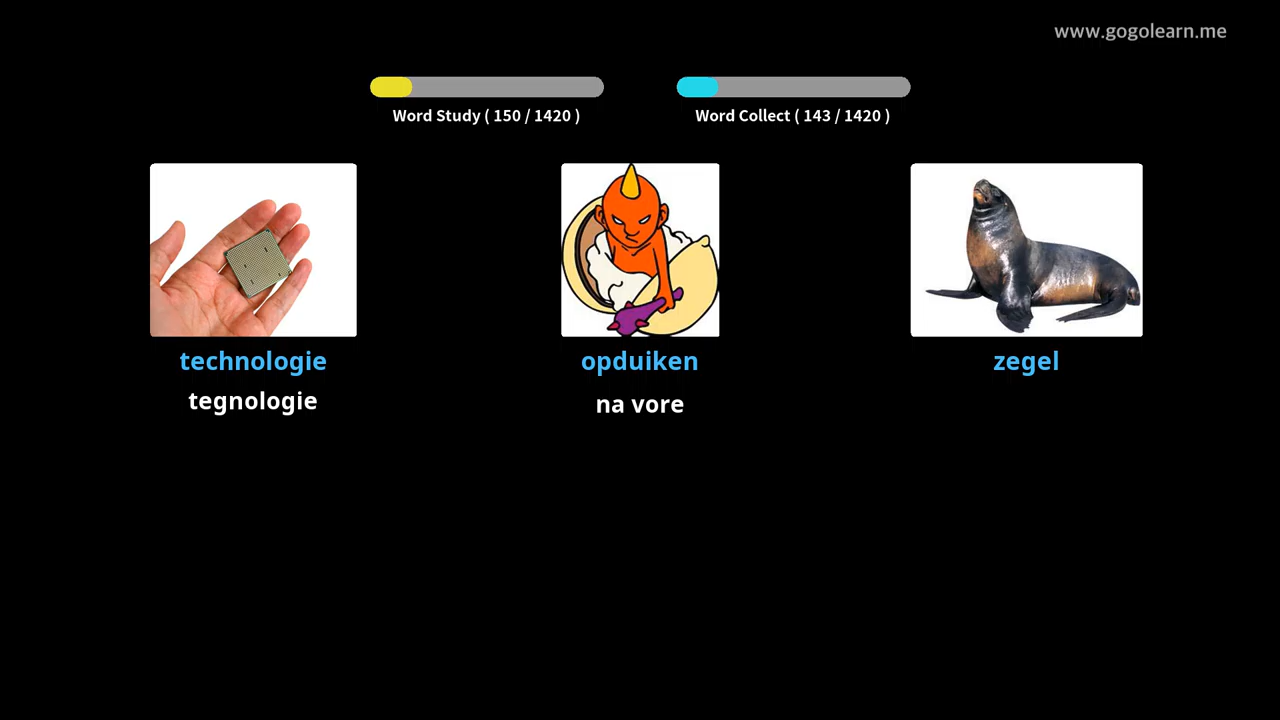 www.gogolearn.me
Word Study ( 150 / 1420 )
Word Collect ( 143 / 1420 )
technologie
opduiken
zegel
tegnologie
na vore